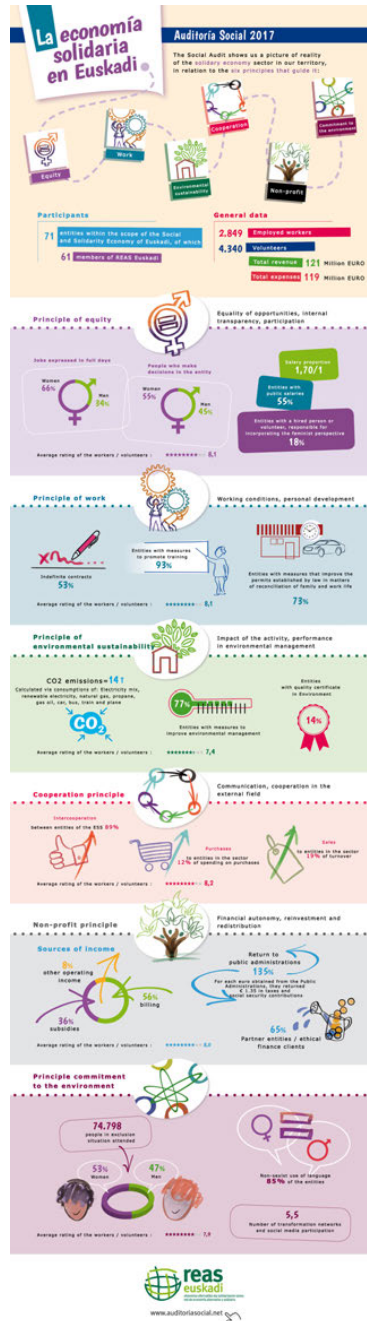 La economía
solidaria
en Euskadi
Auditoría Social 2017
The Social Audit shows us a picture of reality
of the solidary economy sector in our territory,
in relation to the six principles that guide it:
Equity
Work
Environmental
sustainability
Cooperation
Non-profit
Commitment to
the environment
Participants
71 entities within the scope of the Social
and Solidarity Economy of Euskadi, of which
61 members of REAS Euskadi
General data
2.849 Employed workers
4.340 Volunteers
Total revenue 121 Million EURO
Total expenses 119 Million EURO
Principle of equity
Equality of opportunities, internal
transparency, participation
Jobs expressed in full days
Women
66%
Men
34%
People who make
decisions in the entity
Women
55%
Men
45%
Salary proportion
1,70/1
Entities with
public salaries
55%
Entities with a hired person or
volunteer, responsible for
incorporating the feminist perspective
18%
Average rating of the workers / volunteers :
Principle of work
Working conditions, personal development
Indefinite contracts
53%
Entities with measures
to promote training
93%
Entities with measures that improve the
permits established by law in matters
of reconciliation of family and work life
73%
Average rating of the workers / volunteers : 8,1
Principle of
environmental sustainability
Impact of the activity, performance
in environmental management
CO2 emissions=
Calculated via consumptions of: Electricity mix,
renewable electricity, natural gas, propane,
gas oil, car, bus, train and plane
CO2
77%
Entities with measures to
improve environmental management
Entities
with quality certificate
in Environment
14%
Average rating of the workers / volunteers : 7,4
Cooperation principle
Communication, cooperation in the
external field
Intercooperation
between entities of the ESS
Purchases
to entities in the sector
12% of spending on purchases
Sales
to entities in the sector
of turnover
Average rating of the workers / volunteers : 8,3
Non-profit principle
Financial autonomy, reinvestment and
redistribution
Sources of income
8%
other operating
income
56%
billing
36%
subsidies
Return to
public administrations
135%
For each euro obtained from the Public
Administrations, they returned
€ 1.35 in taxes and
social security contributions
65%
Partner entities / ethical
finance clients
Average rating of the workers / volunteers :
Principle commitment
to the environment
74.798
people in exclusion
situation attended
53%
Women
47%
Men
Non-sexist use of language
85% of the entities
5,5
Number of transformation networks
and social media participation
Average rating of the workers / volunteers : 7,9
reas
euskadi
www.auditoriasocial.net